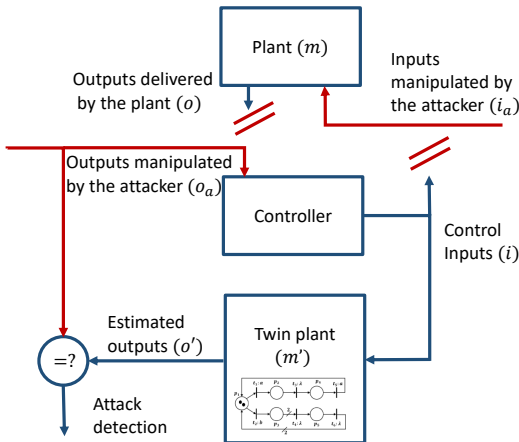 Plant (m)
Outputs delivered
by the plant (o)
Inputs
manipulated by
the attacker (i_a)
Outputs manipulated
by the attacker (o_a)
Controller
Control
Inputs (i)
Estimated
outputs (o')
Twin plant
(m')
=?
Attack
detection